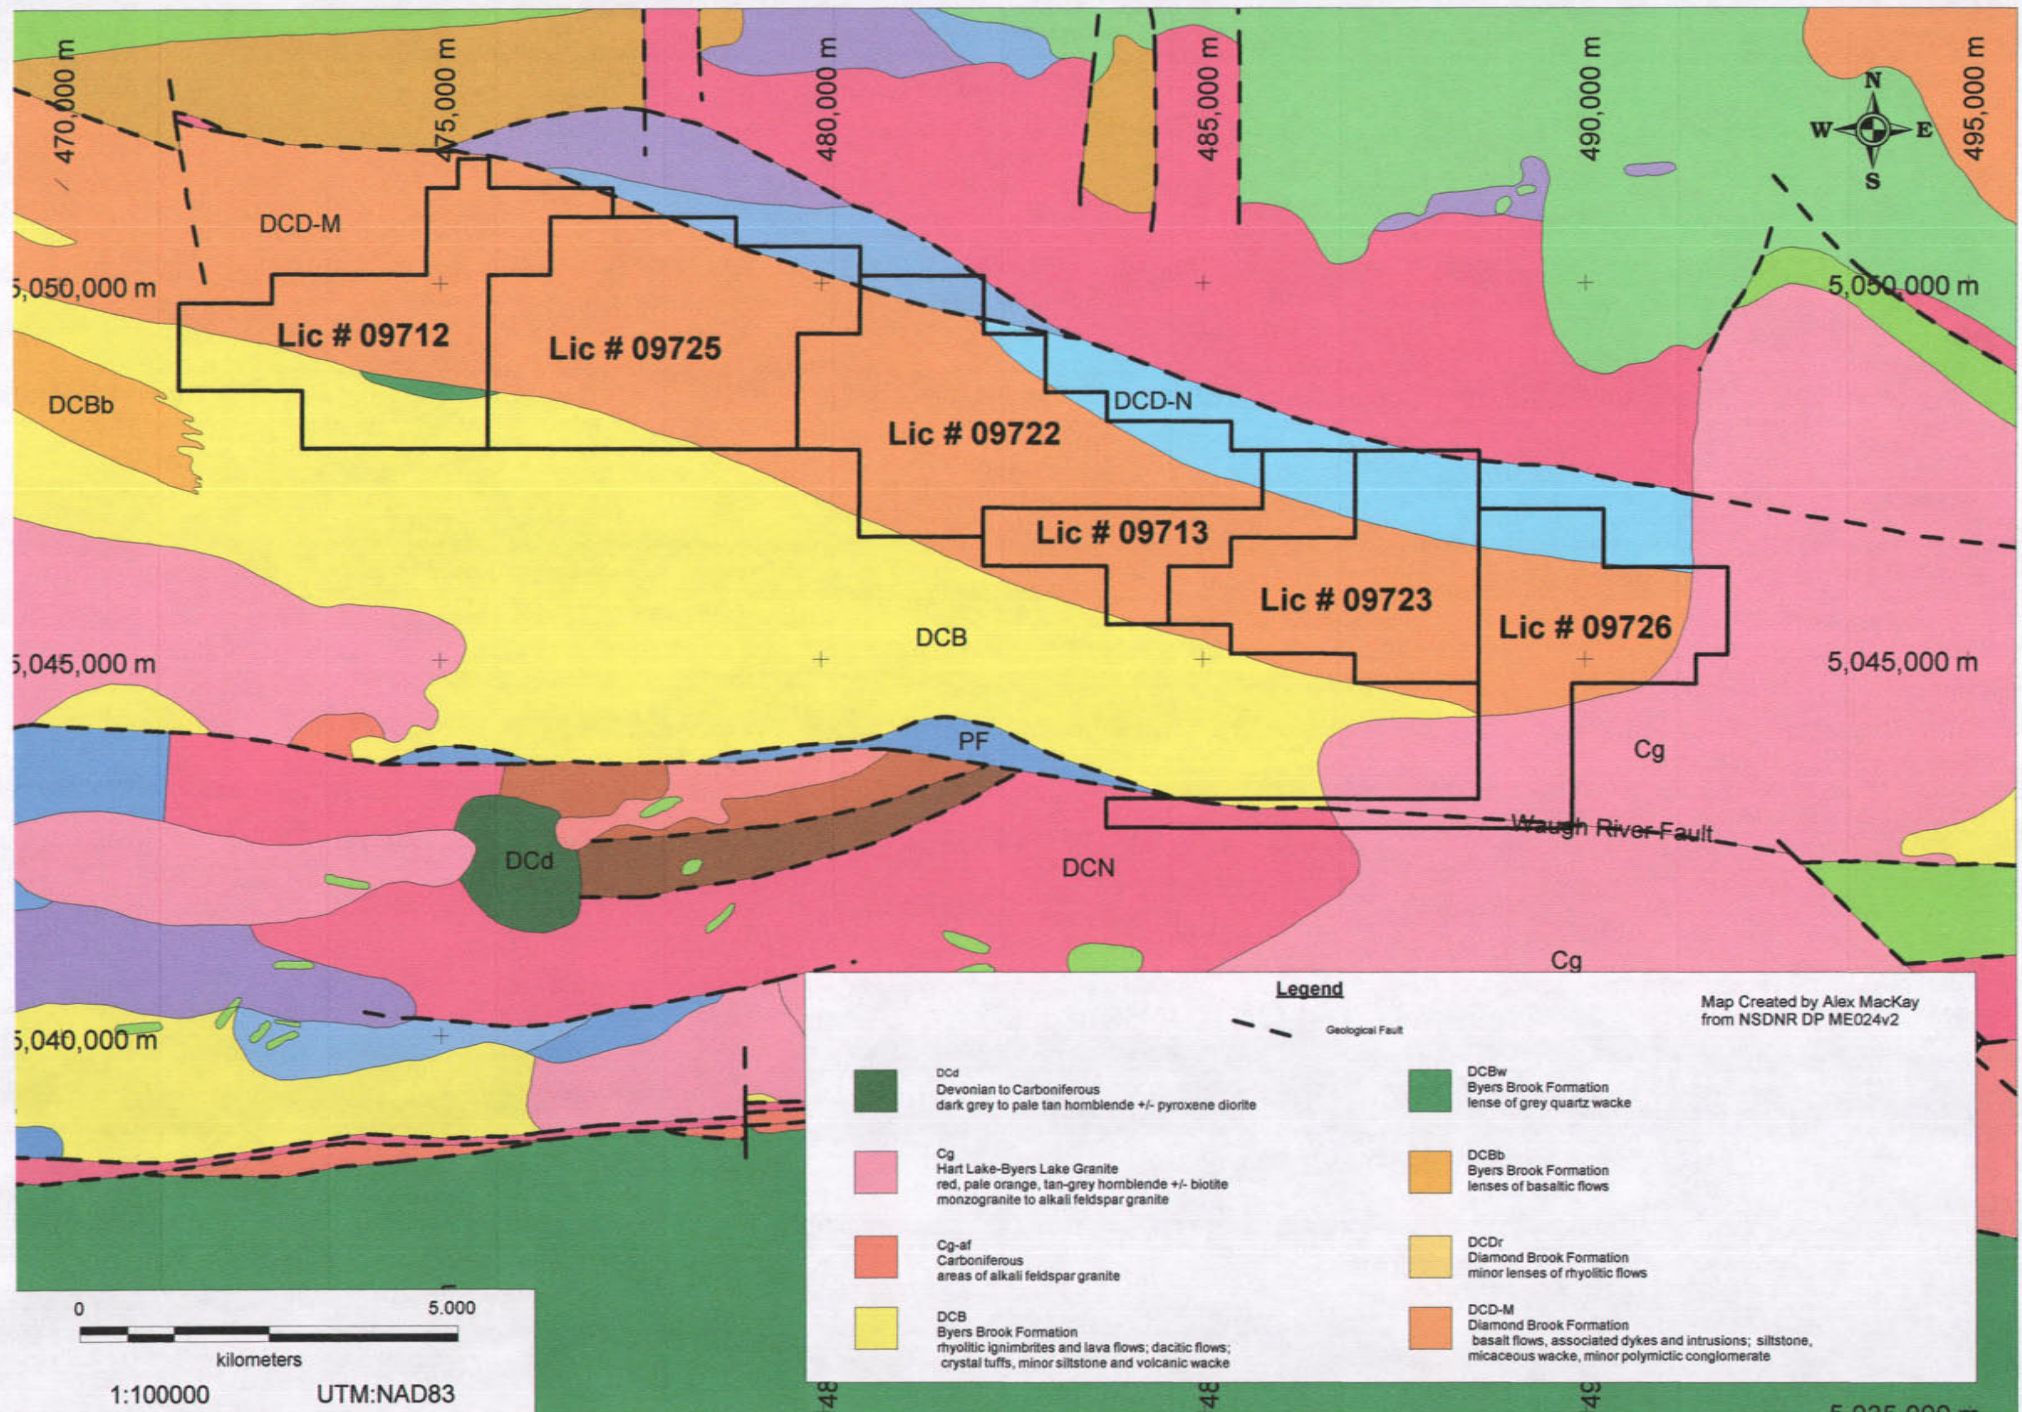 470,000 m
475,000 m
480,000 m
485,000 m
490,000 m
495,000 m
N
W E
S
DCD-M
5,050,000 m
5,050,000 m
Lic # 09712
Lic # 09725
DCBb
DCD-N
Lic # 09722
Lic # 09713
Lic # 09723
Lic # 09726
DCB
5,045,000 m
5,045,000 m
PF
Cg
Waugh River Fault
DCd
DCN
Cg
5,040,000 m
Legend
Geological Fault
Map Created by Alex MacKay
from NSDNR DP ME024v2
DCd
Devonian to Carboniferous
dark grey to pale tan hornblende +/- pyroxene diorite
Cg
Hart Lake-Byers Lake Granite
red, pale orange, tan-grey hornblende +/- biotite
monzogranite to alkali feldspar granite
Cg-af
Carboniferous
areas of alkali feldspar granite
DCB
Byers Brook Formation
rhyolitic ignimbrites and lava flows; dacitic flows;
crystal tuffs, minor siltstone and volcanic wacke
DCBw
Byers Brook Formation
lense of grey quartz wacke
DCBb
Byers Brook Formation
lenses of basaltic flows
DCDr
Diamond Brook Formation
minor lenses of rhyolitic flows
DCD-M
Diamond Brook Formation
basalt flows, associated dykes and intrusions; siltstone,
micaceous wacke, minor polymictic conglomerate
0 5.000
kilometers
1:100000 UTM:NAD83